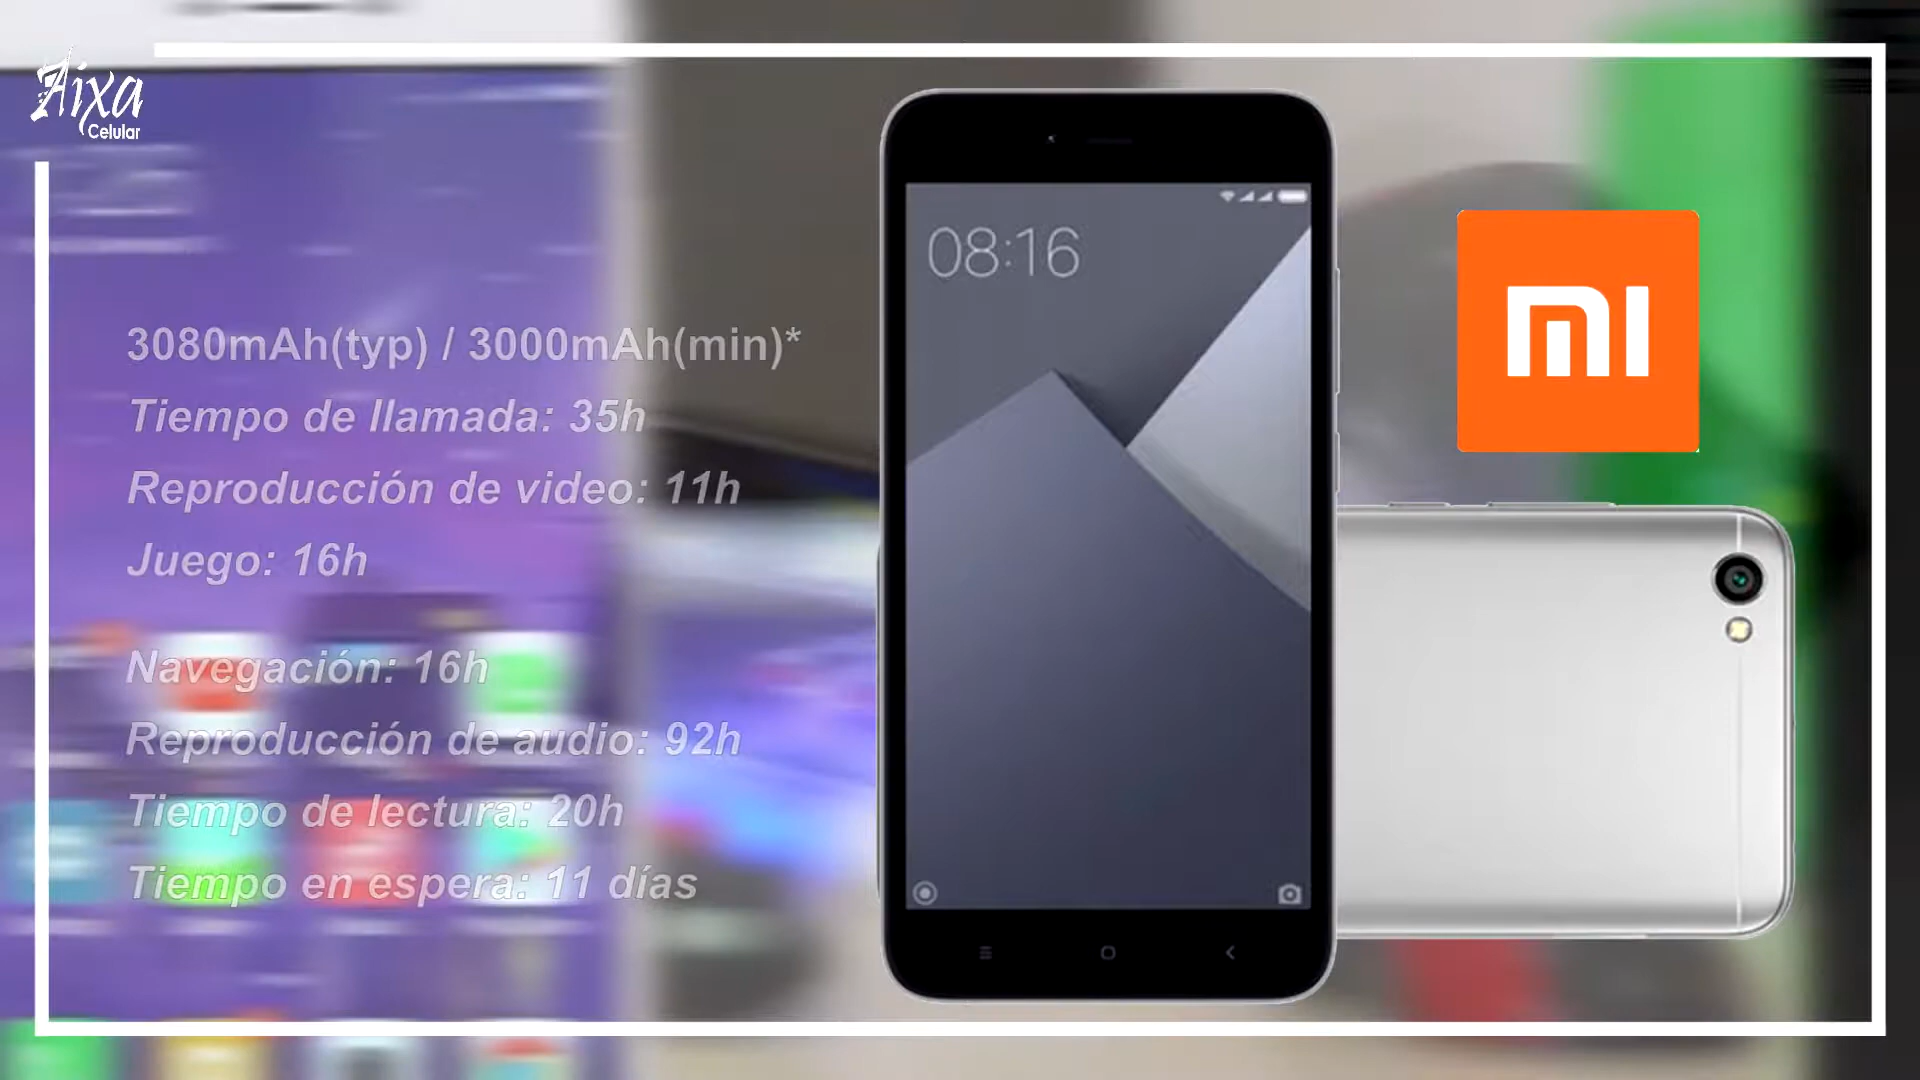 Aixa
Celular
08:16
3080mAh(typ) / 3000mAh(min)*
Tiempo de llamada: 35h
Reproducción de video: 11h
Juego: 16h
Navegación: 16h
Reproducción de audio: 92h
Tiempo de lectura: 20h
Tiempo en espera: 11 días
mi